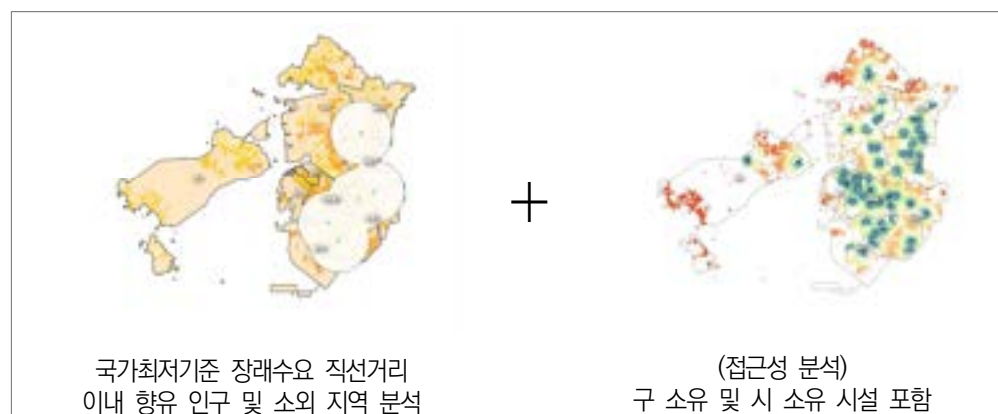 +
국가최저기준 장래수요 직선거리
이내 향유 인구 및 소외 지역 분석
(접근성 분석)
구 소유 및 시 소유 시설 포함